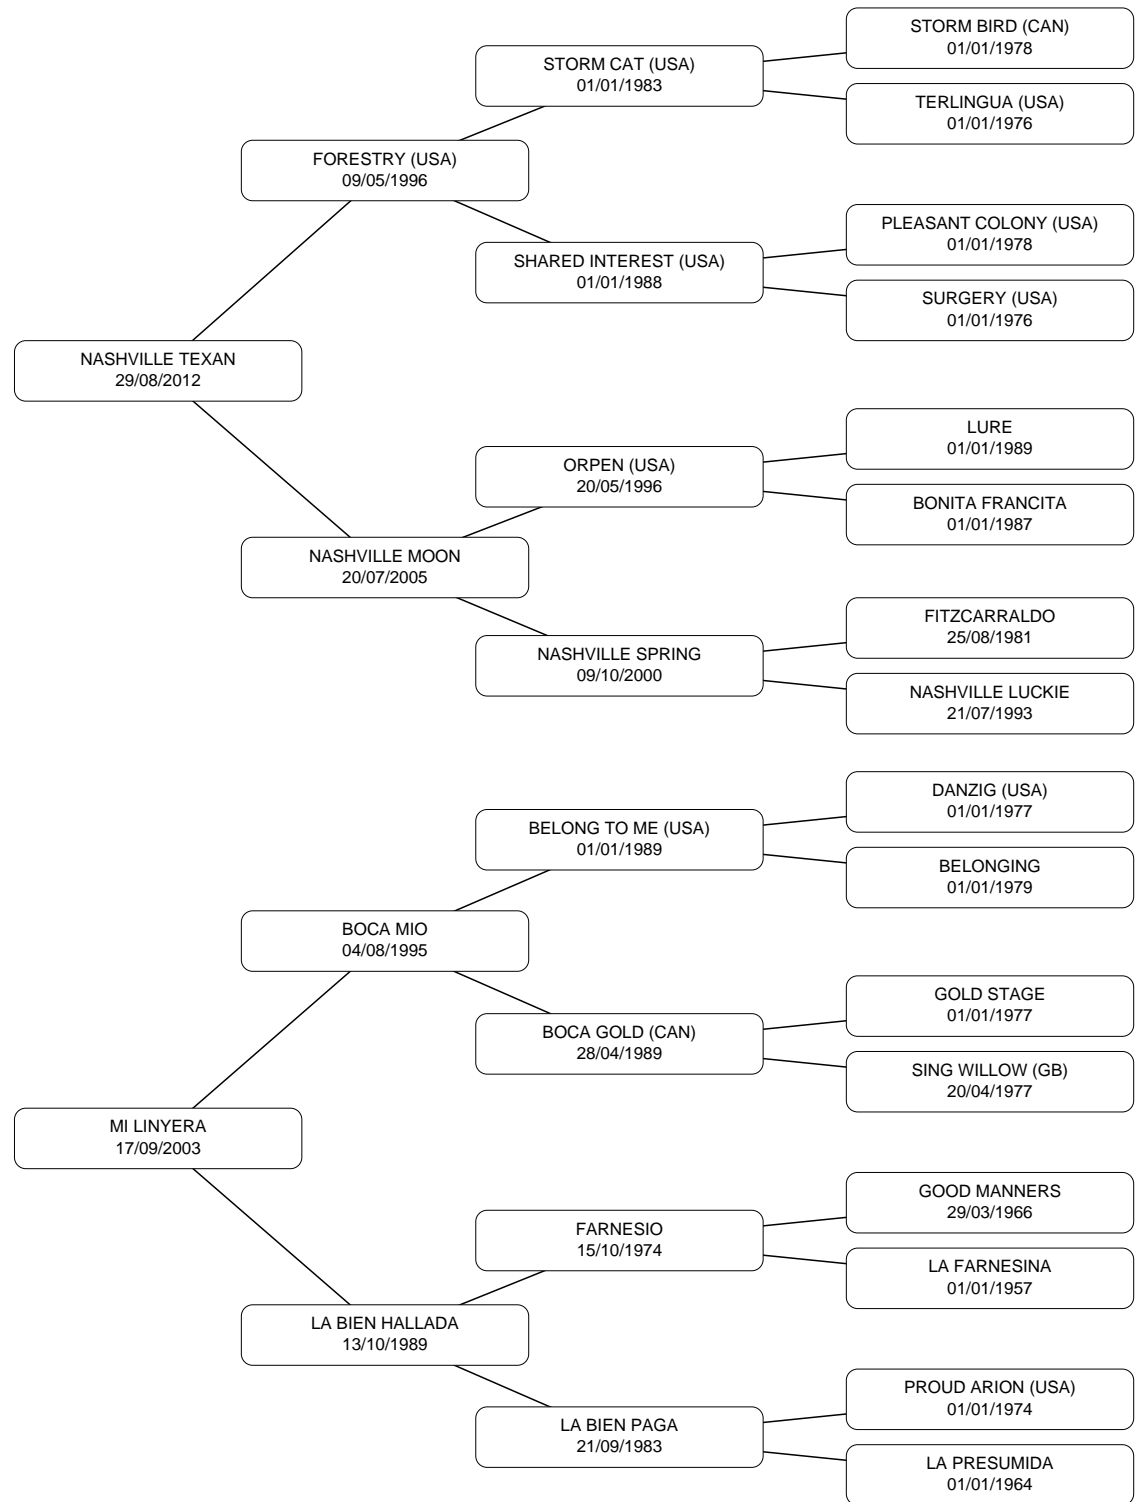 STORM BIRD (CAN)
01/01/1978
STORM CAT (USA)
01/01/1983
TERLINGUA (USA)
01/01/1976
FORESTRY (USA)
09/05/1996
PLEASANT COLONY (USA)
01/01/1978
SHARED INTEREST (USA)
01/01/1988
SURGERY (USA)
01/01/1976
NASHVILLE TEXAN
29/08/2012
LURE
01/01/1989
ORPEN (USA)
20/05/1996
BONITA FRANCITA
01/01/1987
NASHVILLE MOON
20/07/2005
FITZCARRALDO
25/08/1981
NASHVILLE SPRING
09/10/2000
NASHVILLE LUCKIE
21/07/1993
DANZIG (USA)
01/01/1977
BELONG TO ME (USA)
01/01/1989
BELONGING
01/01/1979
BOCA MIO
04/08/1995
GOLD STAGE
01/01/1977
BOCA GOLD (CAN)
28/04/1989
SING WILLOW (GB)
20/04/1977
MI LINYERA
17/09/2003
GOOD MANNERS
29/03/1966
FARNESIO
15/10/1974
LA FARNESINA
01/01/1957
LA BIEN HALLADA
13/10/1989
PROUD ARION (USA)
01/01/1974
LA BIEN PAGA
21/09/1983
LA PRESUMIDA
01/01/1964